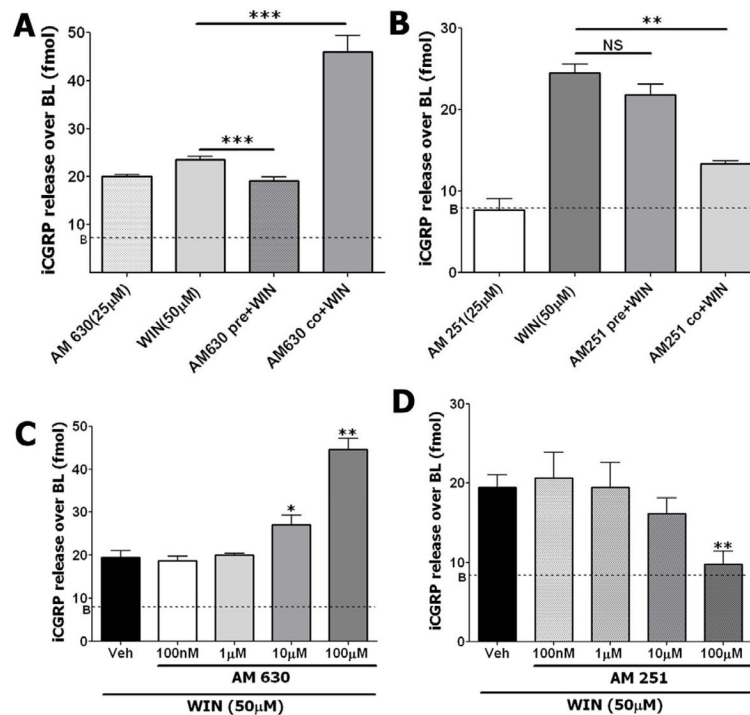 A
iCGRP release over BL (fmol)
50
40
30
20
10
B
***
***
AM 630(25μM)
WIN(50μM)
AM630 pre+WIN
AM630 co+WIN
B
iCGRP release over BL (fmol)
30
20
10
B
0
**
NS
AM 251(25μM)
WIN(50μM)
AM251 pre+WIN
AM251 co+WIN
C
iCGRP release over BL (fmol)
50
40
30
20
10
B
0
*
**
Veh 100nM 1μM 10μM 100μM
AM 630
WIN (50μM)
D
iCGRP release over BL (fmol)
30
20
10
B
0
**
Veh 100nM 1μM 10μM 100μM
AM 251
WIN (50μM)